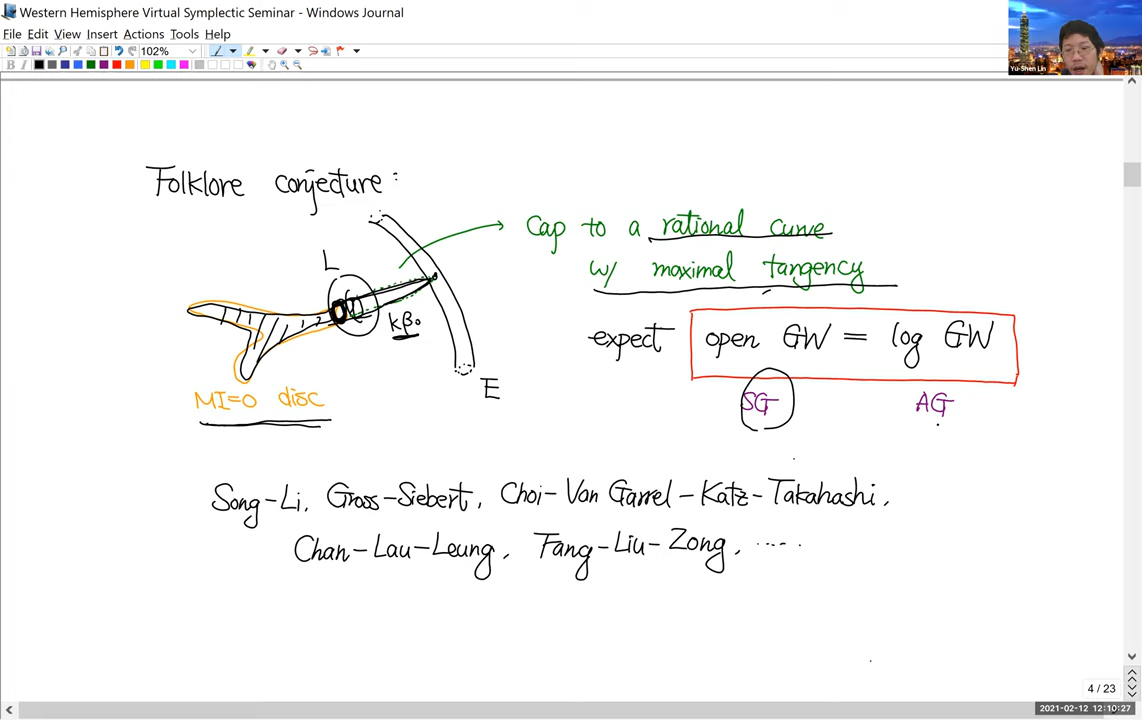 Western Hemisphere Virtual Symplectic Seminar - Windows Journal
File Edit View Insert Actions Tools Help
102%
B I
Yu-Shen Lin
Folklore conjecture:
Cap to a rational curve
w/ maximal tangency
L
kβ₀
expect open GW = log GW
E
MI=0 disc
SG AG
Song-Li, Gross-Siebert, Choi-Van Garrel-Katz-Takahashi,
Chan-Lau-Leung, Fang-Liu-Zong, .....
4 / 23
2021-02-12 12:10:27